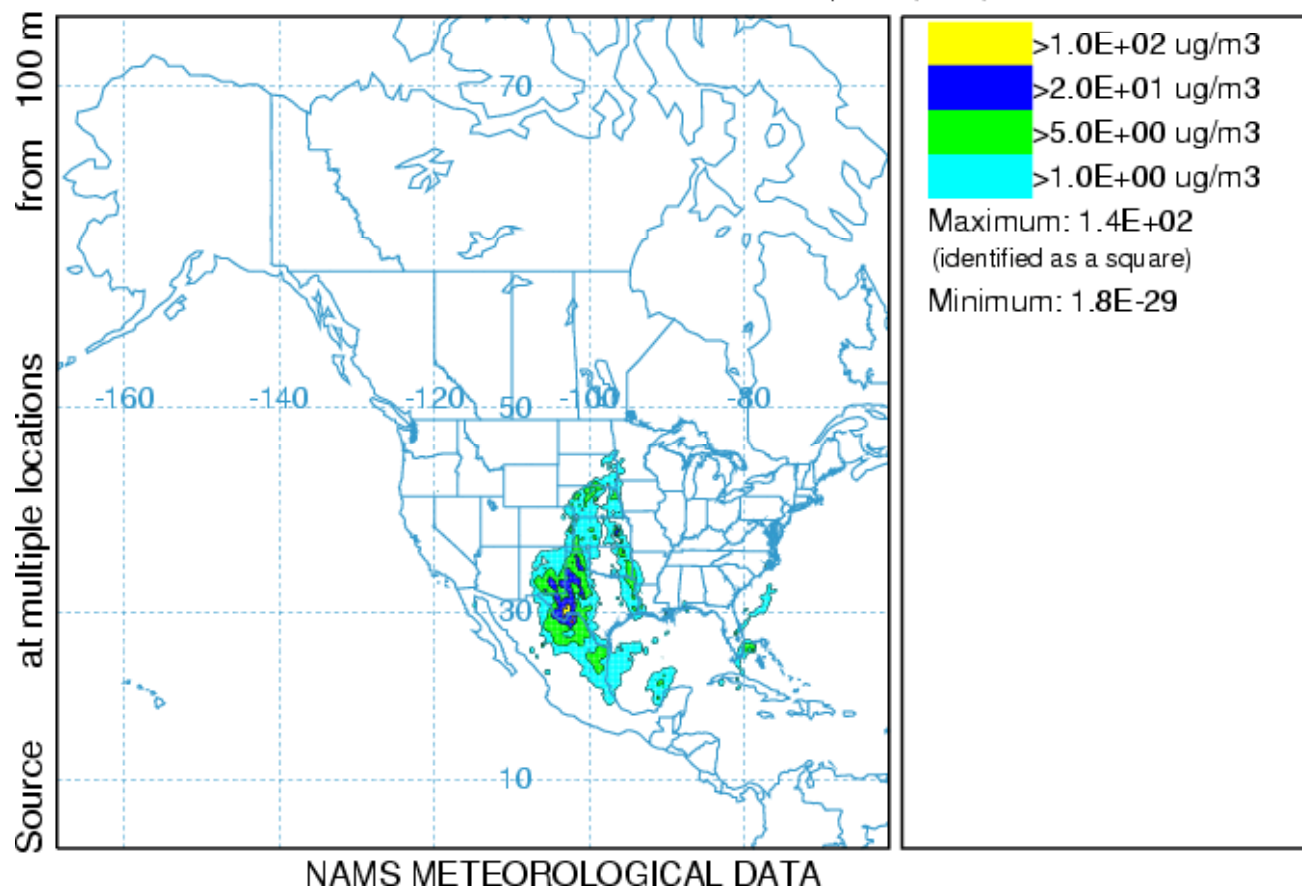 Source at multiple locations from 100 m
70
-160 -140 -120 -100 -80
50
30
10
NAMS METEOROLOGICAL DATA
>1.0E+02 ug/m3
>2.0E+01 ug/m3
>5.0E+00 ug/m3
>1.0E+00 ug/m3
Maximum: 1.4E+02
(identified as a square)
Minimum: 1.8E-29